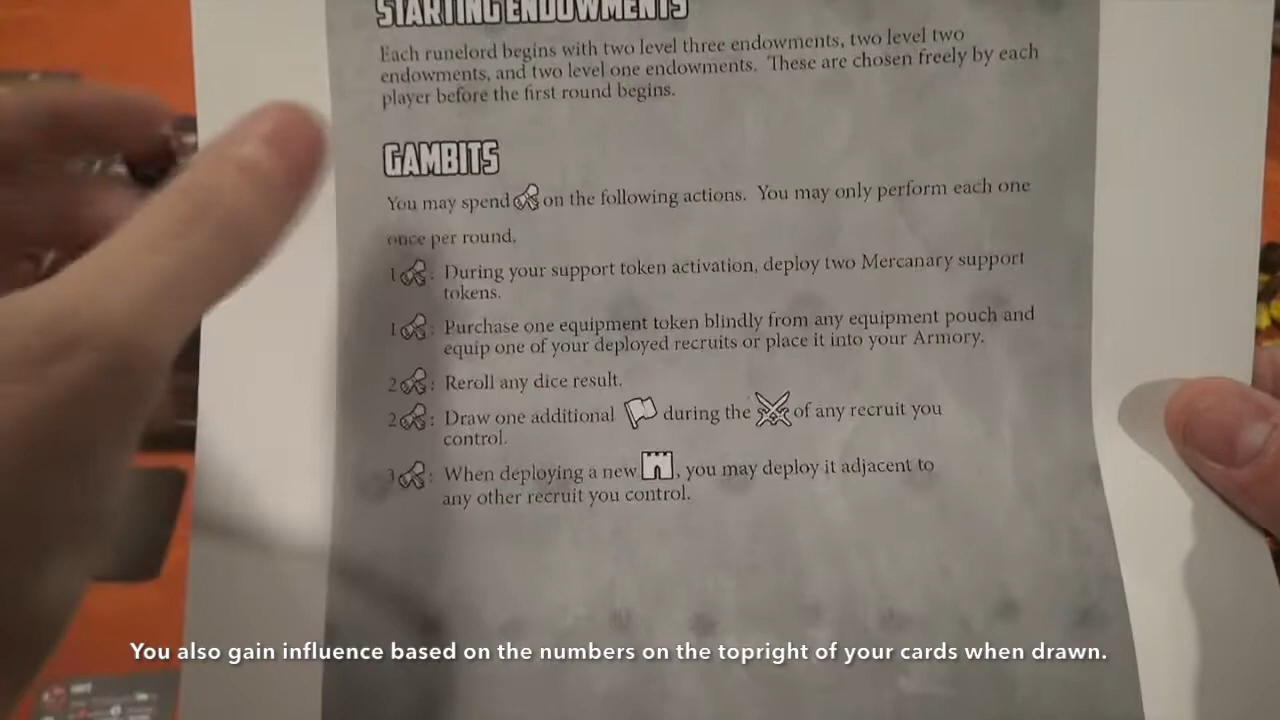 STARTING ENDOWMENTS
Each runelord begins with two level three endowments, two level two
endowments, and two level one endowments. These are chosen freely by each
player before the first round begins.
GAMBITS
You may spend on the following actions. You may only perform each one
once per round.
1 : During your support token activation, deploy two Mercanary support
tokens.
1 : Purchase one equipment token blindly from any equipment pouch and
equip one of your deployed recruits or place it into your Armory.
2 : Reroll any dice result.
2 : Draw one additional during the of any recruit you
control.
3 : When deploying a new , you may deploy it adjacent to
any other recruit you control.
You also gain influence based on the numbers on the topright of your cards when drawn.